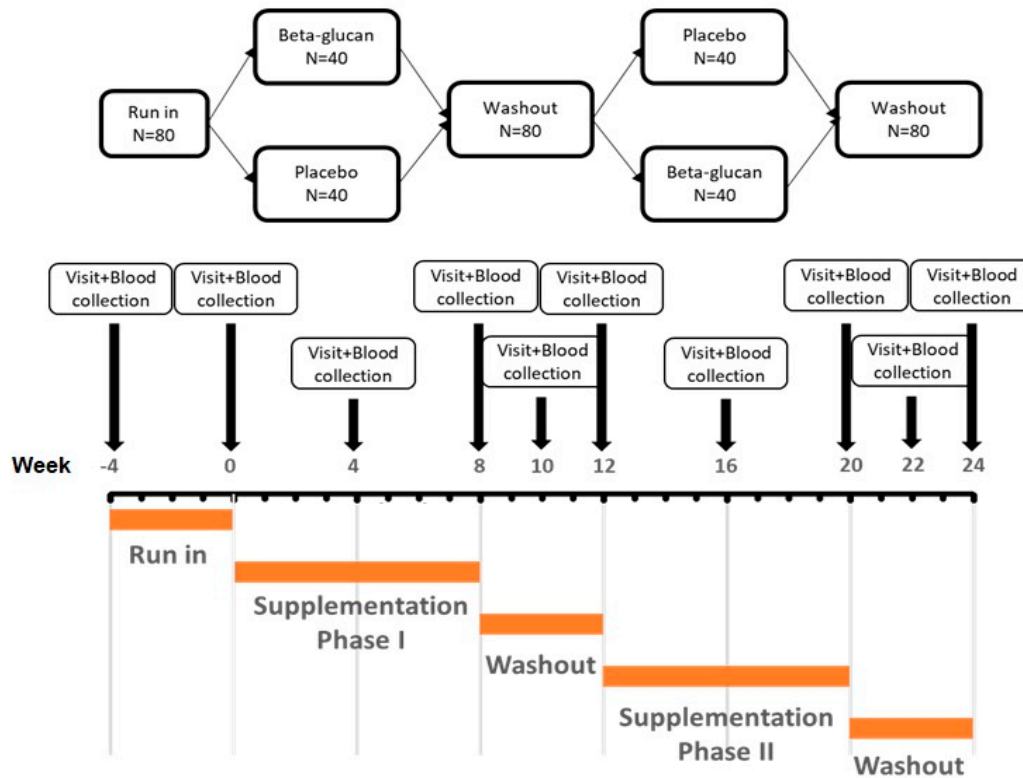 Beta-glucan
N=40
Placebo
N=40
Run in
N=80
Washout
N=80
Washout
N=80
Placebo
N=40
Beta-glucan
N=40
Visit+Blood
collection
Visit+Blood
collection
Visit+Blood
collection
Visit+Blood
collection
Visit+Blood
collection
Visit+Blood
collection
Visit+Blood
collection
Visit+Blood
collection
Visit+Blood
collection
Visit+Blood
collection
Week -4 0 4 8 10 12 16 20 22 24
Run in
Supplementation
Phase I
Washout
Supplementation
Phase II
Washout